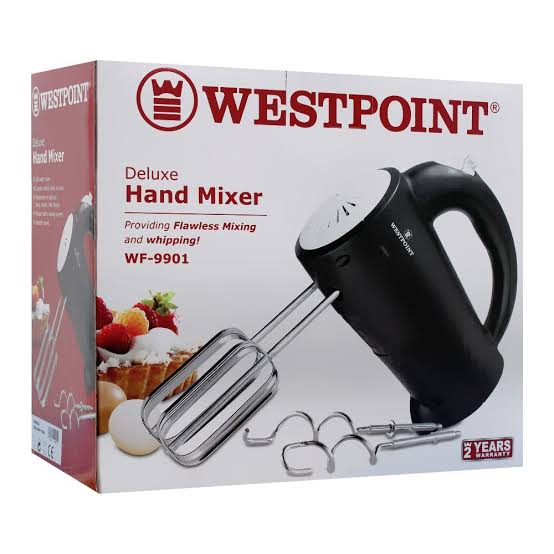 WESTPOINT®
Deluxe
Hand Mixer
Providing Flawless Mixing
and whipping!
WF-9901
WESTPOINT
2 YEARS
WARRANTY
WESTPOINT
Deluxe
Hand Mixer